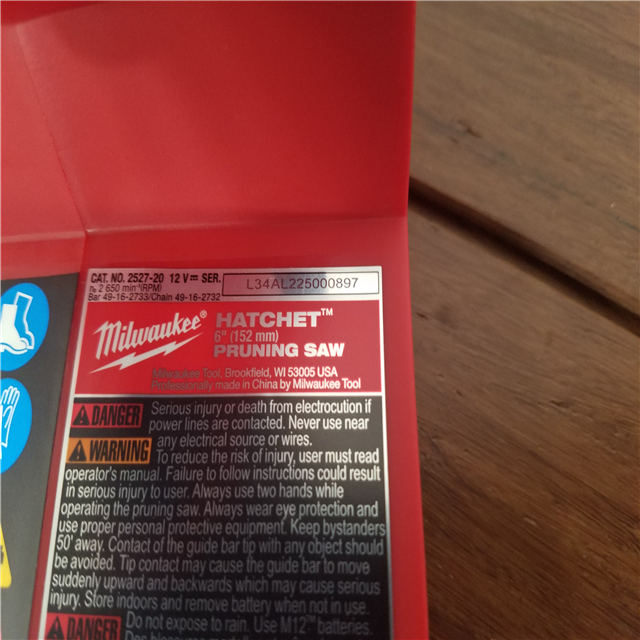 CAT. NO. 2527-20 12 V⎓ SER. L34AL225000897
n₀ 2 650 min⁻¹(RPM)
Bar 49-16-2733/Chain 49-16-2732
Milwaukee®
HATCHET™
6" (152 mm)
PRUNING SAW
Milwaukee Tool, Brookfield, WI 53005 USA
Professionally made in China by Milwaukee Tool
DANGER Serious injury or death from electrocution if
power lines are contacted. Never use near
any electrical source or wires.
WARNING To reduce the risk of injury, user must read
operator's manual. Failure to follow instructions could result
in serious injury to user. Always use two hands while
operating the pruning saw. Always wear eye protection and
use proper personal protective equipment. Keep bystanders
50' away. Contact of the guide bar tip with any object should
be avoided. Tip contact may cause the guide bar to move
suddenly upward and backwards which may cause serious
injury. Store indoors and remove battery when not in use.
DANGER Do not expose to rain. Use M12™ batteries.